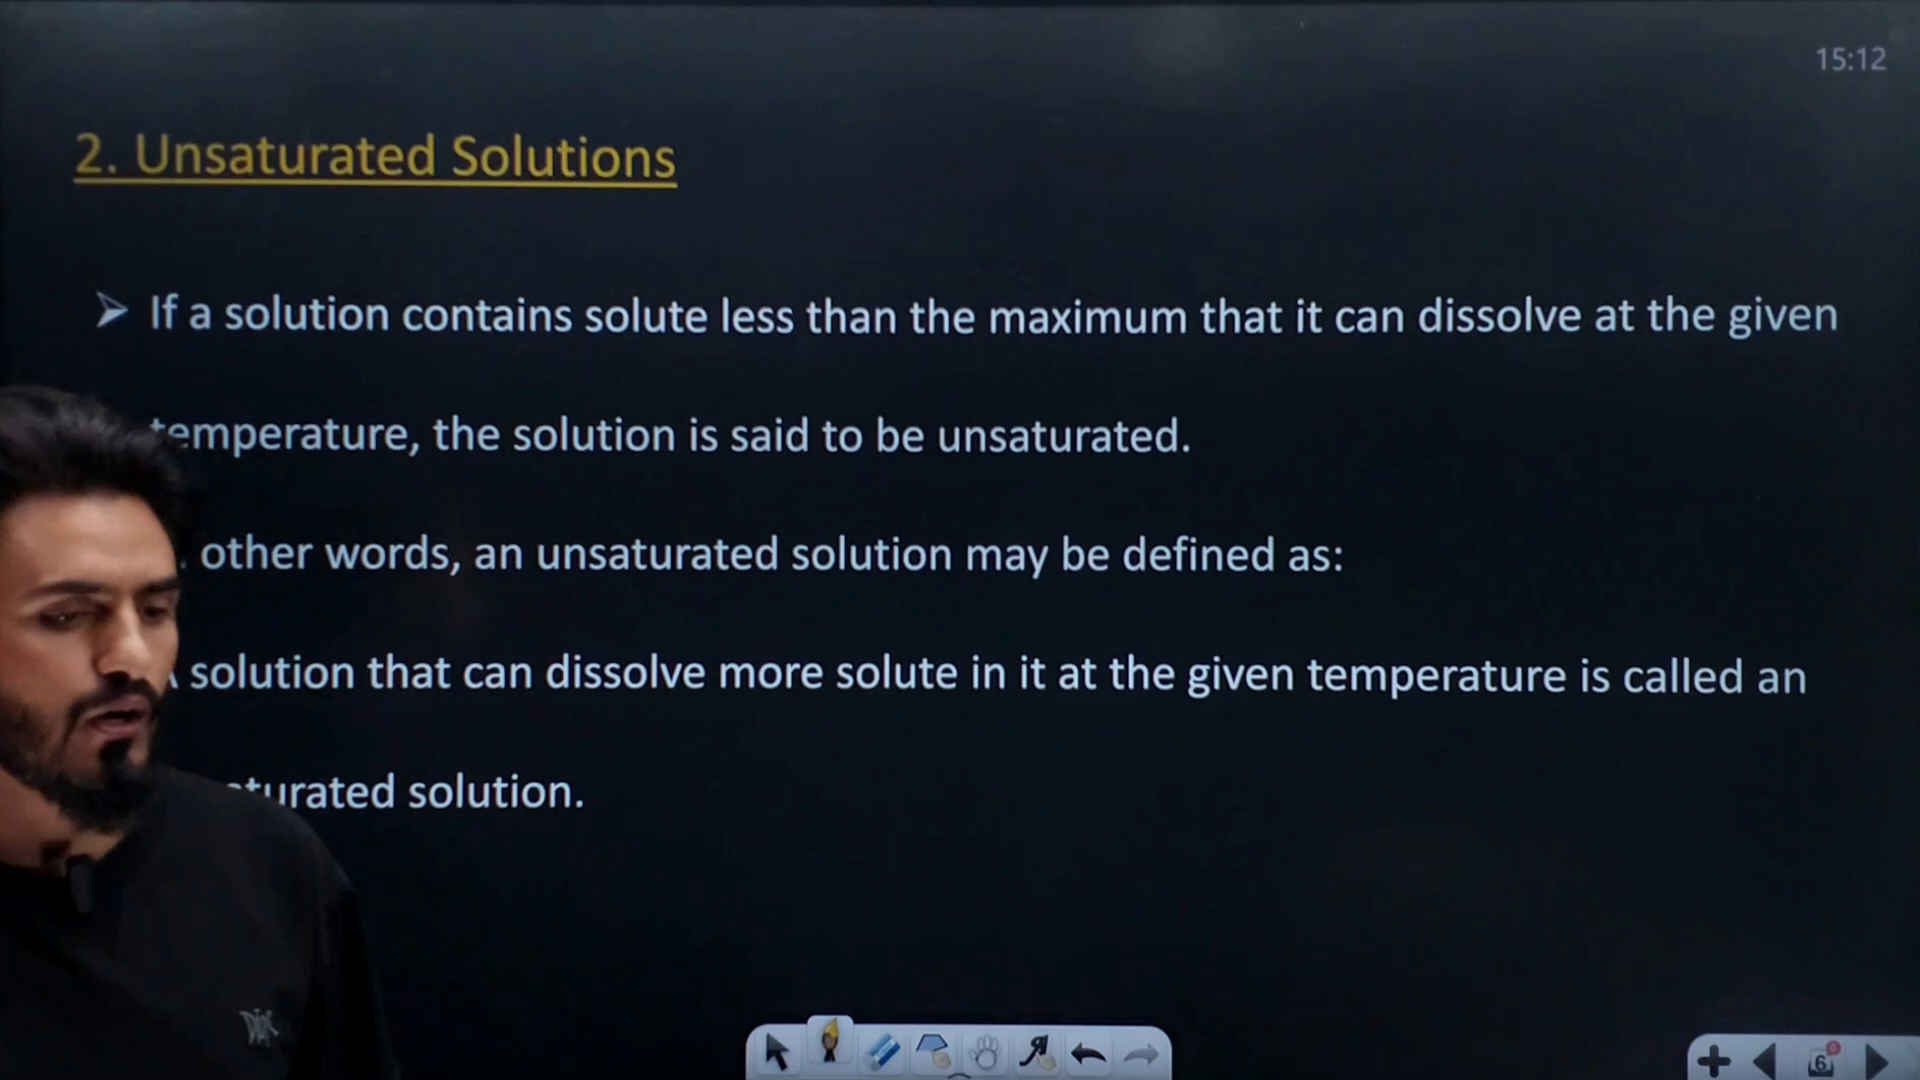 15:12
2. Unsaturated Solutions
➤ If a solution contains solute less than the maximum that it can dissolve at the given
temperature, the solution is said to be unsaturated.
other words, an unsaturated solution may be defined as:
solution that can dissolve more solute in it at the given temperature is called an
solution.
6